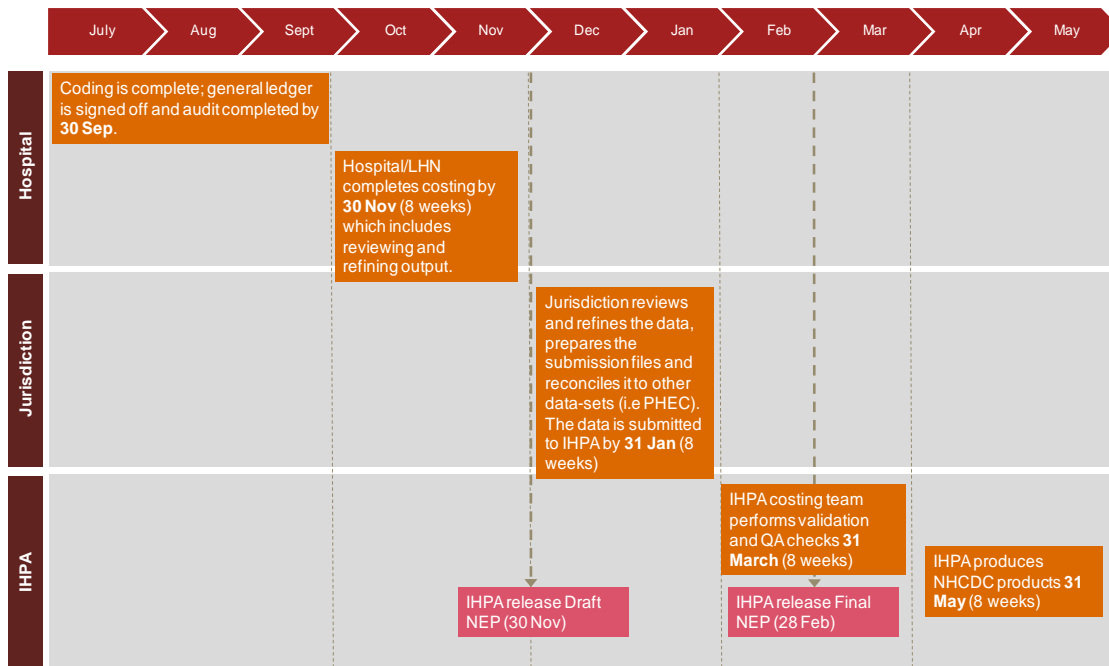 July
Aug
Sept
Oct
Nov
Dec
Jan
Feb
Mar
Apr
May
Hospital
Coding is complete; general ledger
is signed off and audit completed by
30 Sep.
Hospital/LHN
completes costing by
30 Nov (8 weeks)
which includes
reviewing and
refining output.
Jurisdiction
Jurisdiction reviews
and refines the data,
prepares the
submission files and
reconciles it to other
data-sets (i.e PHEC).
The data is submitted
to IHPA by 31 Jan (8
weeks)
IHPA
IHPA costing team
performs validation
and QA checks 31
March (8 weeks)
IHPA produces
NHCDC products 31
May (8 weeks)
IHPA release Draft
NEP (30 Nov)
IHPA release Final
NEP (28 Feb)